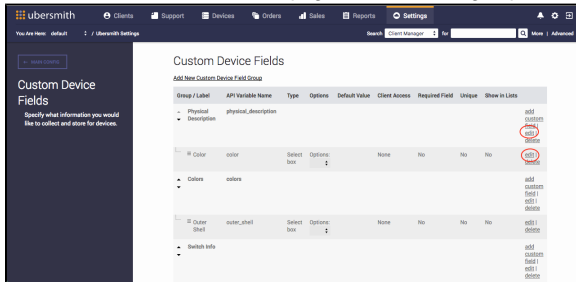 ubersmith Clients Support Devices Orders Sales Reports Settings
You Are Here: default / Ubersmith Settings Search Client Manager for More | Advanced
← MAIN CONFIG
Custom Device
Fields
Specify what information you would
like to collect and store for devices.
Custom Device Fields
Add New Custom Device Field Group
Group / Label API Variable Name Type Options Default Value Client Access Required Field Unique Show in Lists
Physical physical_description add
Description custom
field |
edit |
delete
Color color Select Options: None No No No edit |
box delete
Colors colors add
custom
field |
edit |
delete
Outer outer_shell Select Options: None No No No edit |
Shell box delete
Switch Info add
custom
field |
edit |
delete